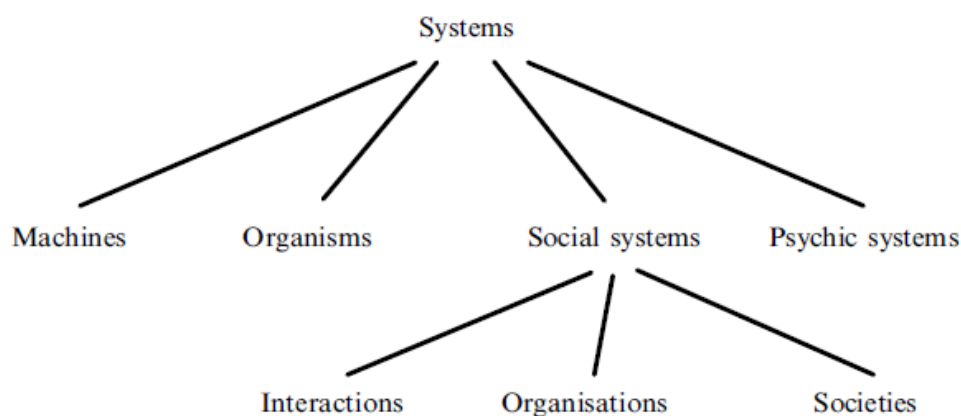 Systems
Machines Organisms Social systems Psychic systems
Interactions Organisations Societies